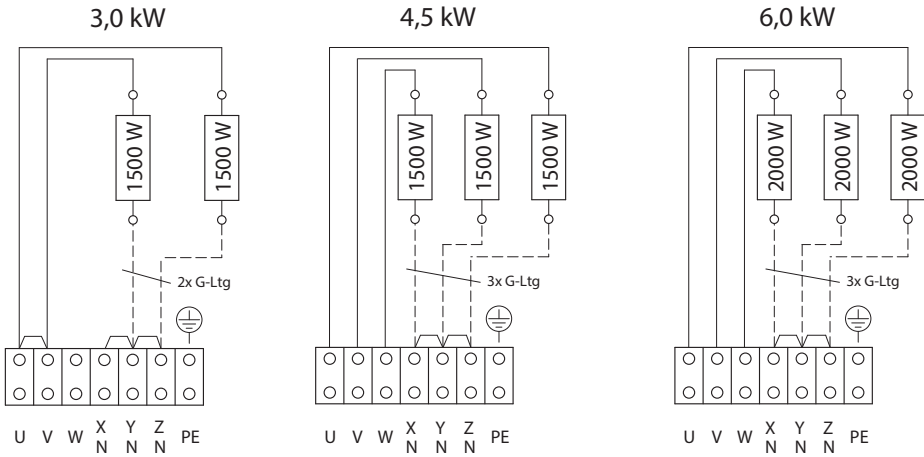 3,0 kW
1500 W
1500 W
2x G-Ltg
U V W X N Y N Z N PE
4,5 kW
1500 W
1500 W
1500 W
3x G-Ltg
U V W X N Y N Z N PE
6,0 kW
2000 W
2000 W
2000 W
3x G-Ltg
U V W X N Y N Z N PE